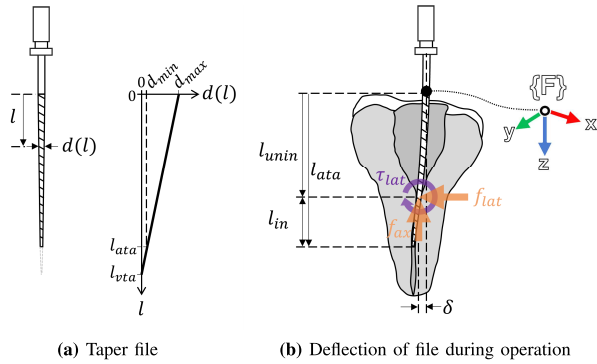 0 d_min d_max
0 d(l)
l
d(l)
l_ata
l_vta
l
l_unin
l_ata
l_in
τ_lat
f_lat
f_ax
δ
{F}
x
y
z
(a) Taper file
(b) Deflection of file during operation